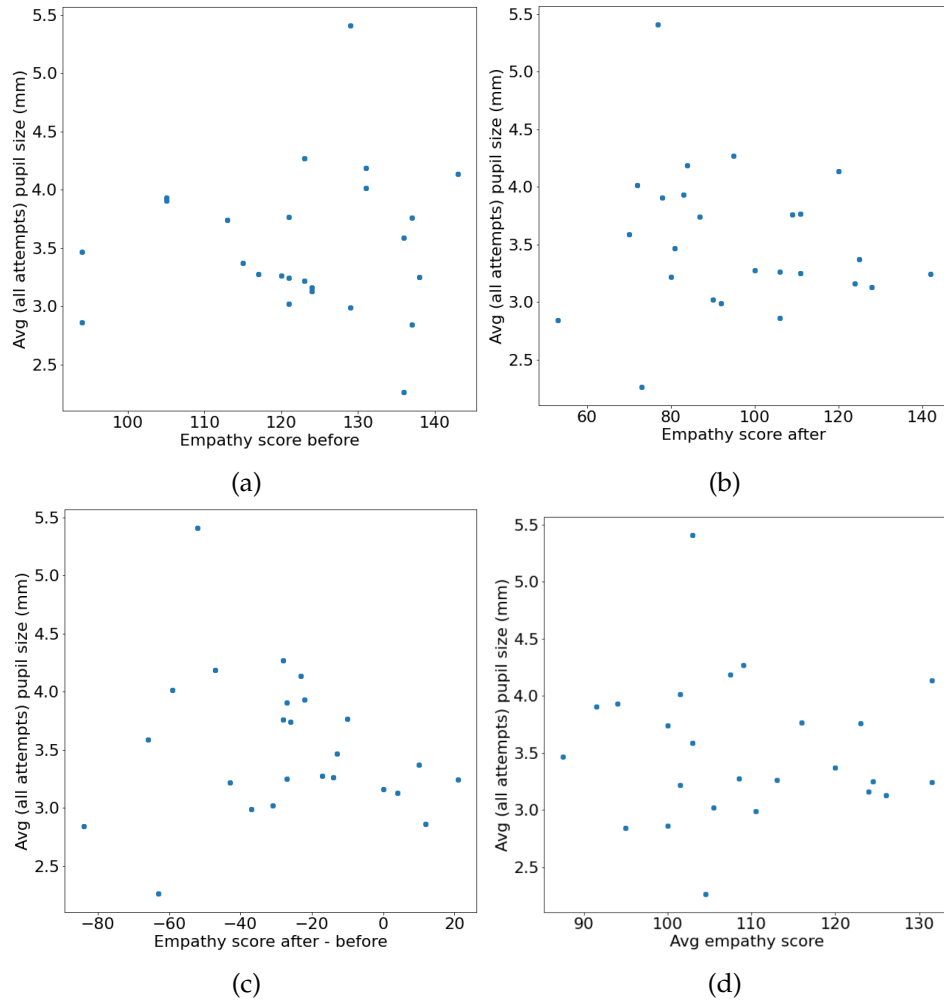 5.5
5.0
4.5
4.0
3.5
3.0
2.5
Avg (all attempts) pupil size (mm)
100 110 120 130 140
Empathy score before
(a)
5.5
5.0
4.5
4.0
3.5
3.0
2.5
Avg (all attempts) pupil size (mm)
60 80 100 120 140
Empathy score after
(b)
5.5
5.0
4.5
4.0
3.5
3.0
2.5
Avg (all attempts) pupil size (mm)
−80 −60 −40 −20 0 20
Empathy score after - before
(c)
5.5
5.0
4.5
4.0
3.5
3.0
2.5
Avg (all attempts) pupil size (mm)
90 100 110 120 130
Avg empathy score
(d)